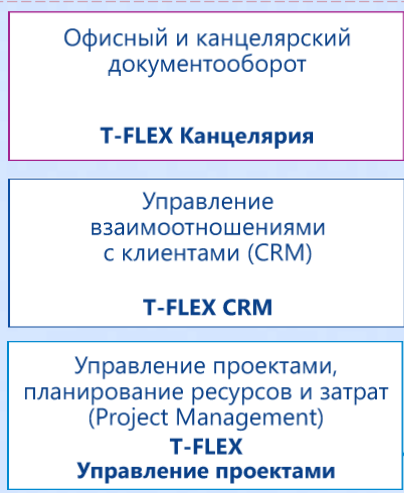 Офисный и канцелярский
документооборот
T-FLEX Канцелярия
Управление
взаимоотношениями
с клиентами (CRM)
T-FLEX CRM
Управление проектами,
планирование ресурсов и затрат
(Project Management)
T-FLEX
Управление проектами